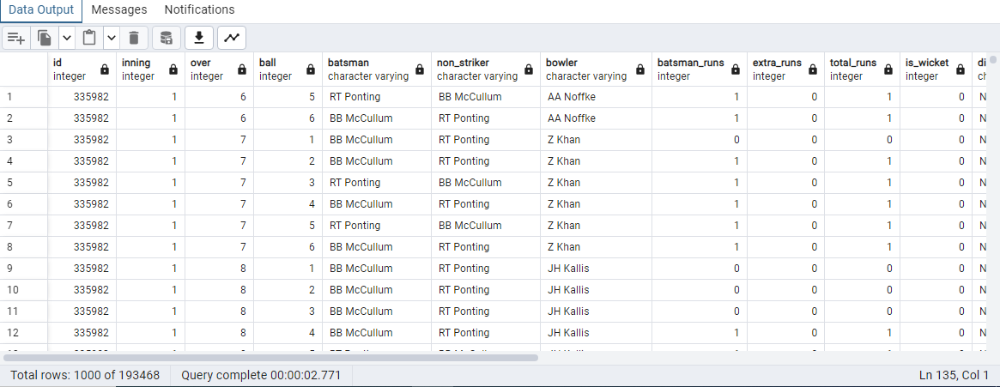 Data Output Messages Notifications
id inning over ball batsman non_striker bowler batsman_runs extra_runs total_runs is_wicket di
integer integer integer integer character varying character varying character varying integer integer integer integer ch
1 335982 1 6 5 RT Ponting BB McCullum AA Noffke 1 0 1 0 N
2 335982 1 6 6 BB McCullum RT Ponting AA Noffke 1 0 1 0 N
3 335982 1 7 1 BB McCullum RT Ponting Z Khan 0 0 0 0 N
4 335982 1 7 2 BB McCullum RT Ponting Z Khan 1 0 1 0 N
5 335982 1 7 3 RT Ponting BB McCullum Z Khan 1 0 1 0 N
6 335982 1 7 4 BB McCullum RT Ponting Z Khan 1 0 1 0 N
7 335982 1 7 5 RT Ponting BB McCullum Z Khan 1 0 1 0 N
8 335982 1 7 6 BB McCullum RT Ponting Z Khan 1 0 1 0 N
9 335982 1 8 1 BB McCullum RT Ponting JH Kallis 0 0 0 0 N
10 335982 1 8 2 BB McCullum RT Ponting JH Kallis 0 0 0 0 N
11 335982 1 8 3 BB McCullum RT Ponting JH Kallis 0 0 0 0 N
12 335982 1 8 4 BB McCullum RT Ponting JH Kallis 1 0 1 0 N
Total rows: 1000 of 193468 Query complete 00:00:02.771 Ln 135, Col 1